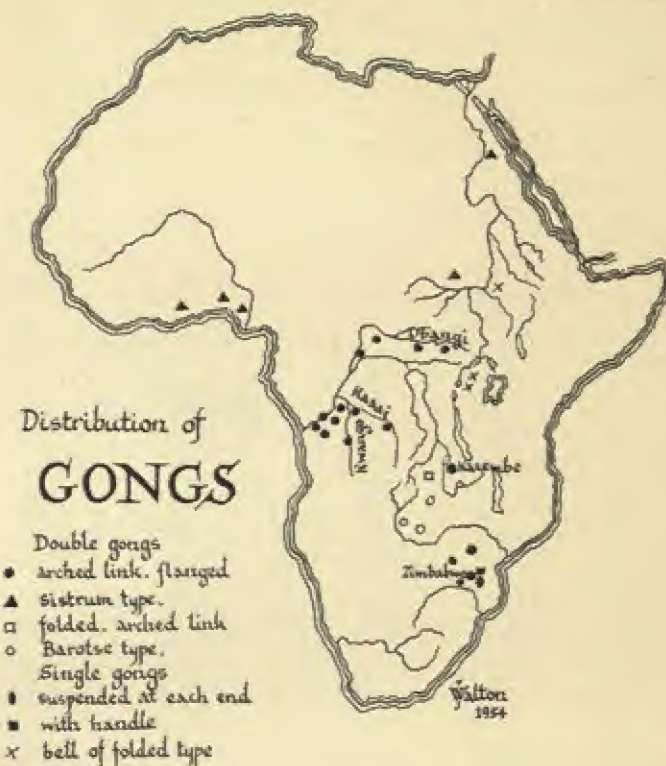 Distribution of
GONGS
Double gongs
arched link, flanged
sistrum type.
folded, arched link
Barotse type.
Single gongs
suspended at each end
with handle
bell of folded type
Ubangi
Kasai
Kwango
Zimbabwe
Walton
1954